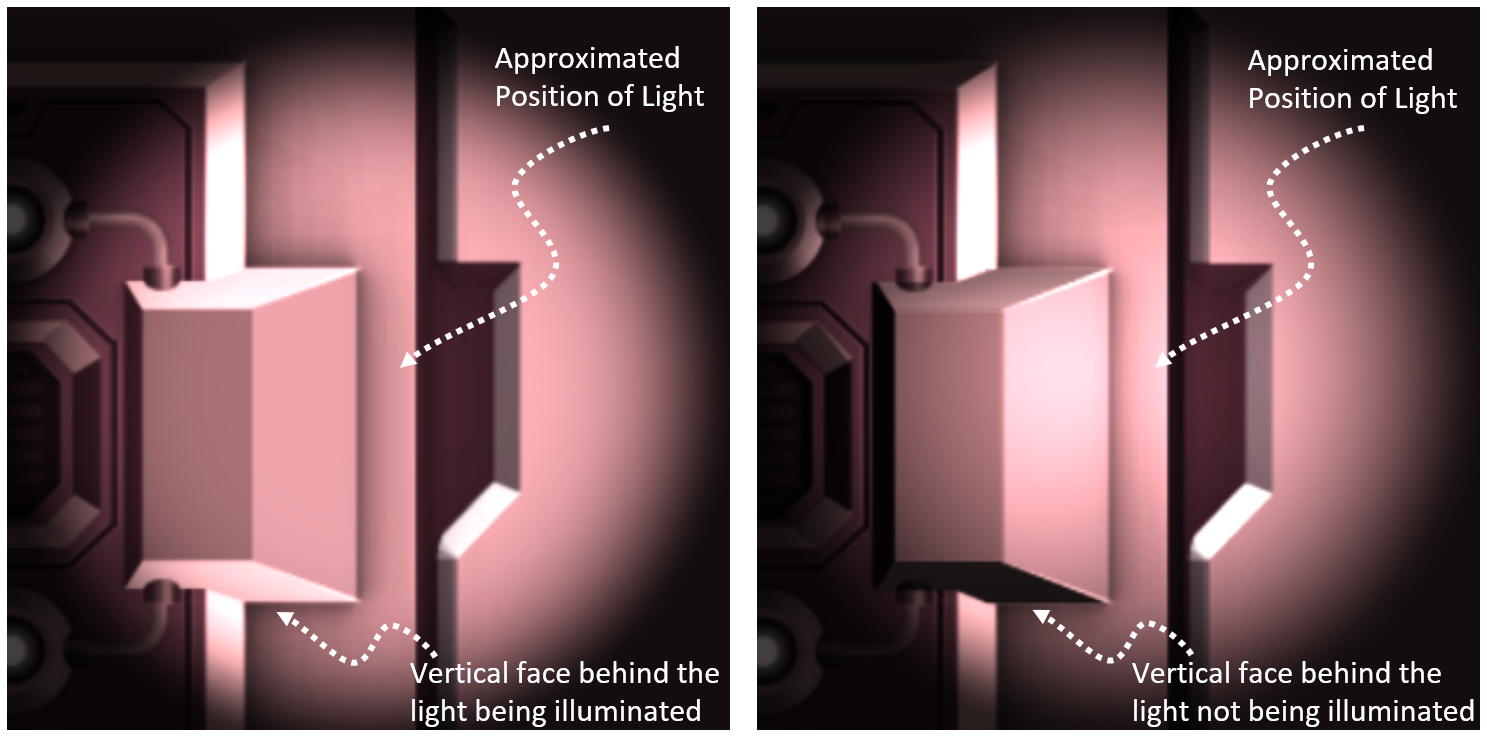 Approximated
Position of Light
Vertical face behind the
light being illuminated
Approximated
Position of Light
Vertical face behind the
light not being illuminated